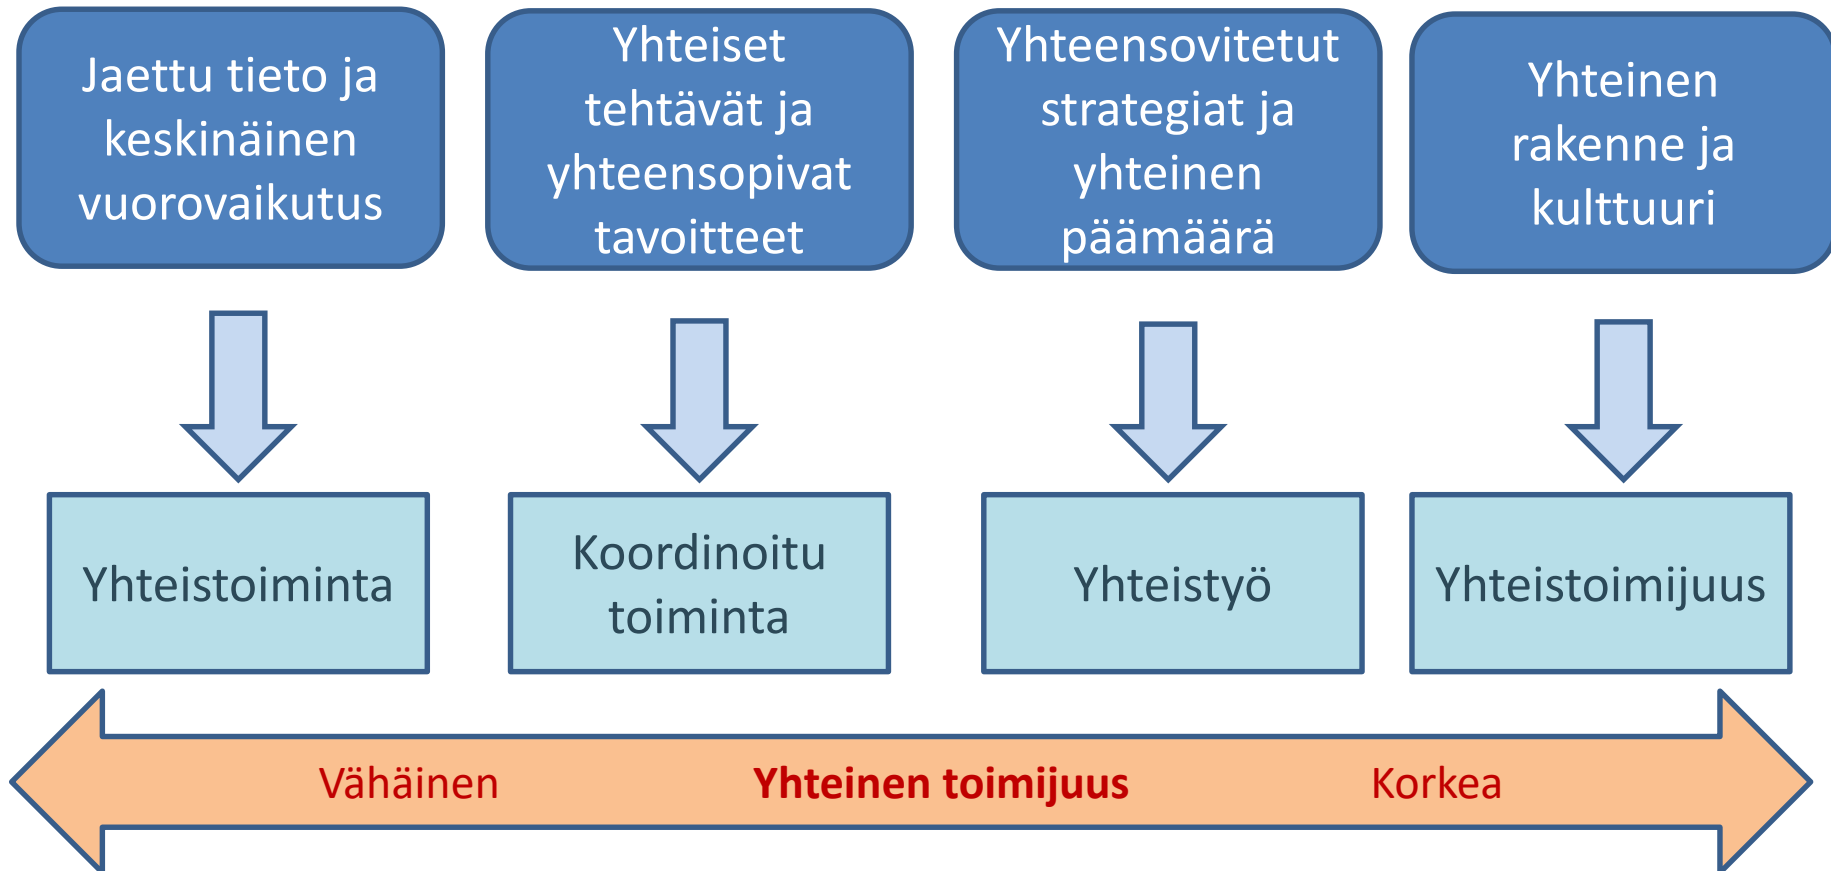 Jaettu tieto ja
keskinäinen
vuorovaikutus
Yhteiset
tehtävät ja
yhteensopivat
tavoitteet
Yhteensovitetut
strategiat ja
yhteinen
päämäärä
Yhteinen
rakenne ja
kulttuuri
Yhteistoiminta
Koordinoitu
toiminta
Yhteistyö
Yhteistoimijuus
Vähäinen
Yhteinen toimijuus
Korkea